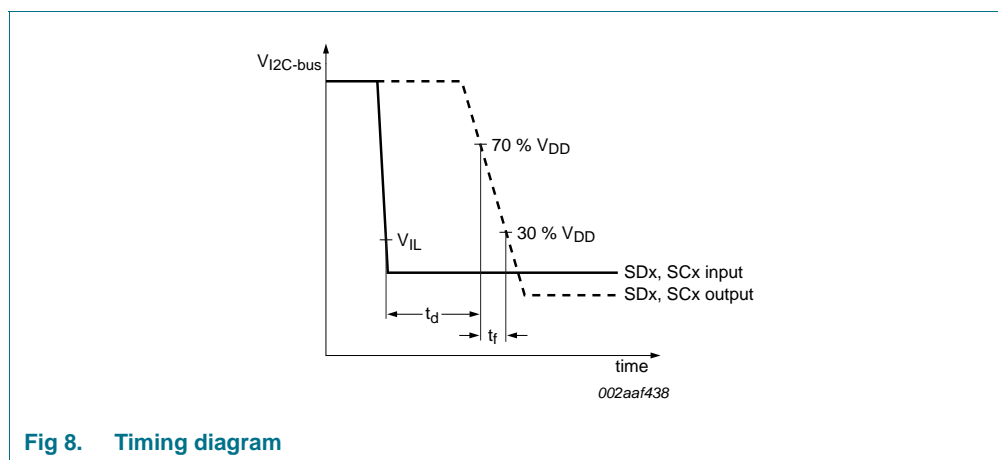 VI2C-bus
70 % VDD
30 % VDD
VIL
SDx, SCx input
SDx, SCx output
td
tf
time
002aaf438
Fig 8. Timing diagram